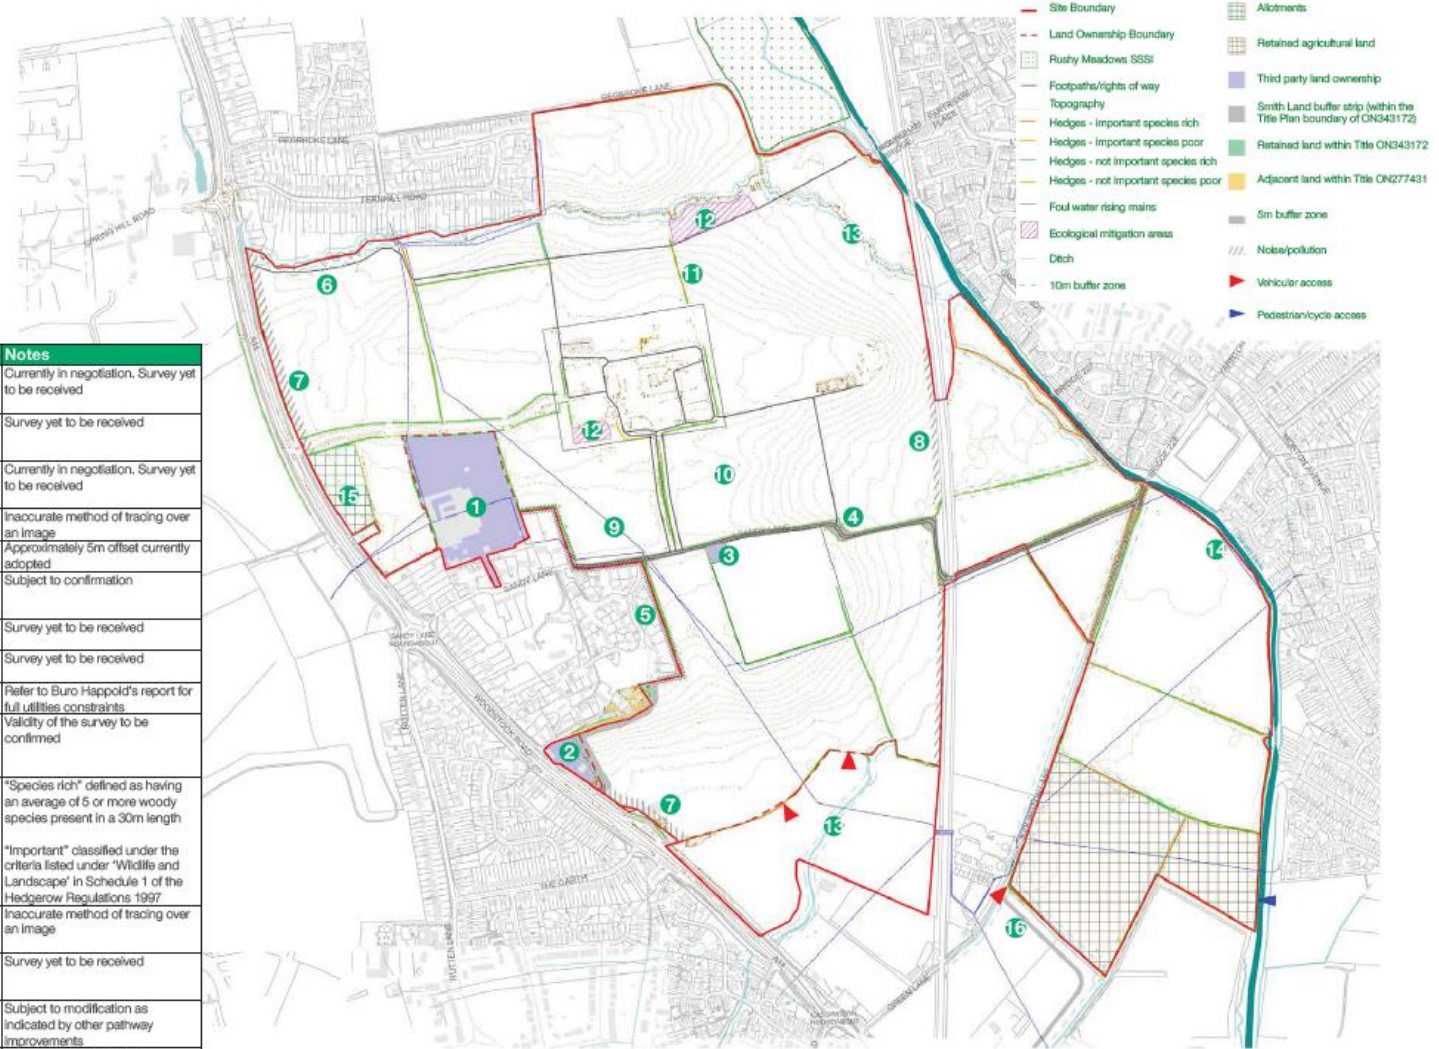 Site Boundary
Land Ownership Boundary
Rushy Meadows SSSI
Footpaths/rights of way
Topography
Hedges - important species rich
Hedges - important species poor
Hedges - not important species rich
Hedges - not important species poor
Foul water rising mains
Ecological mitigation areas
Ditch
10m buffer zone
Allotments
Retained agricultural land
Third party land ownership
Smith Land buffer strip (within the
Title Plan boundary of ON343172)
Retained land within Title ON343172
Adjacent land within Title ON277431
5m buffer zone
Noise/pollution
Vehicular access
Pedestrian/cycle access
Notes
Currently in negotiation. Survey yet
to be received
Survey yet to be received
Currently in negotiation. Survey yet
to be received
Inaccurate method of tracing over
an image
Approximately 5m offset currently
adopted
Subject to confirmation
Survey yet to be received
Survey yet to be received
Refer to Buro Happold's report for
full utilities constraints
Validity of the survey to be
confirmed
"Species rich" defined as having
an average of 5 or more woody
species present in a 30m length
"Important" classified under the
criteria listed under 'Wildlife and
Landscape' in Schedule 1 of the
Hedgerow Regulations 1997
Inaccurate method of tracing over
an image
Survey yet to be received
Subject to modification as
indicated by other pathway
improvements
BEGBROKE LANE
BEGBROKE LANE
FERNHILL ROAD
SPRING HILL ROAD
12
13
6
11
7
12
8
15
1
10
4
9
3
14
SANDY LANE
5
SANDY LANE
ROUNDABOUT
RUTTEN LANE
WOODSTOCK ROAD
2
7
13
THE GARTH
RUTTEN LANE
16
GREEN LANE
A44
MORTON AVENUE
BRIDGE 228